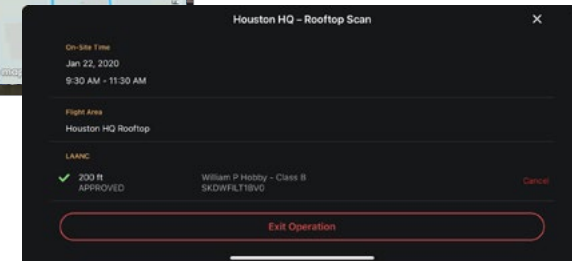 Houston HQ – Rooftop Scan
On-Site Time
Jan 22, 2020
9:30 AM - 11:30 AM
Flight Area
Houston HQ Rooftop
LAANC
200 ft
William P Hobby - Class B
APPROVED
SKDWFILT18V0
Cancel
Exit Operation